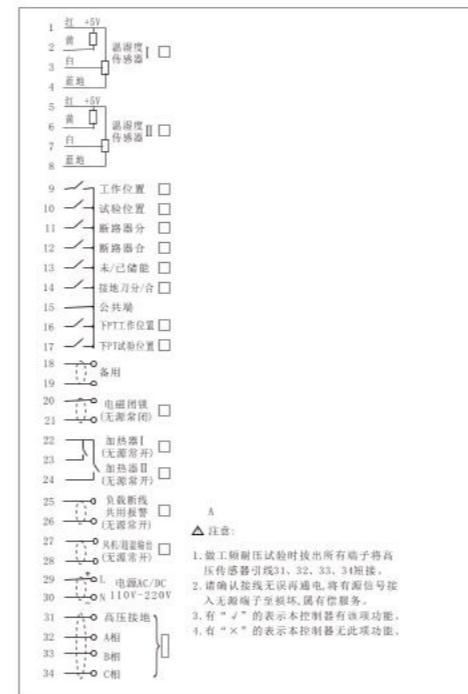 1 红 +5V
2 黄
3 白
4 蓝地
温湿度
传感器 I
5 红 +5V
6 黄
7 白
8 蓝地
温湿度
传感器 II
9 工作位置
10 试验位置
11 断路器分
12 断路器合
13 未/已储能
14 接地刀分/合
15 公共端
16 下PT工作位置
17 下PT试验位置
18
备用
19
20 电磁闭锁
21 (无源常闭)
22 加热器I
(无源常开)
23
加热器II
24 (无源常开)
25 负载断线
共用报警
26 (无源常开)
27 风机/超温输出
28 (无源常开)
29 L 电源AC/DC
30 N 110V-220V
31 高压接地
32 A相
33 B相
34 C相
A
注意:
1.做工频耐压试验时拔出所有端子将高
压传感器引线31、32、33、34短接。
2.请确认接线无误再通电,将有源信号接
入无源端子至损坏,属有偿服务。
3.有“√”的表示本控制器有该项功能。
4.有“×”的表示本控制器无此项功能。